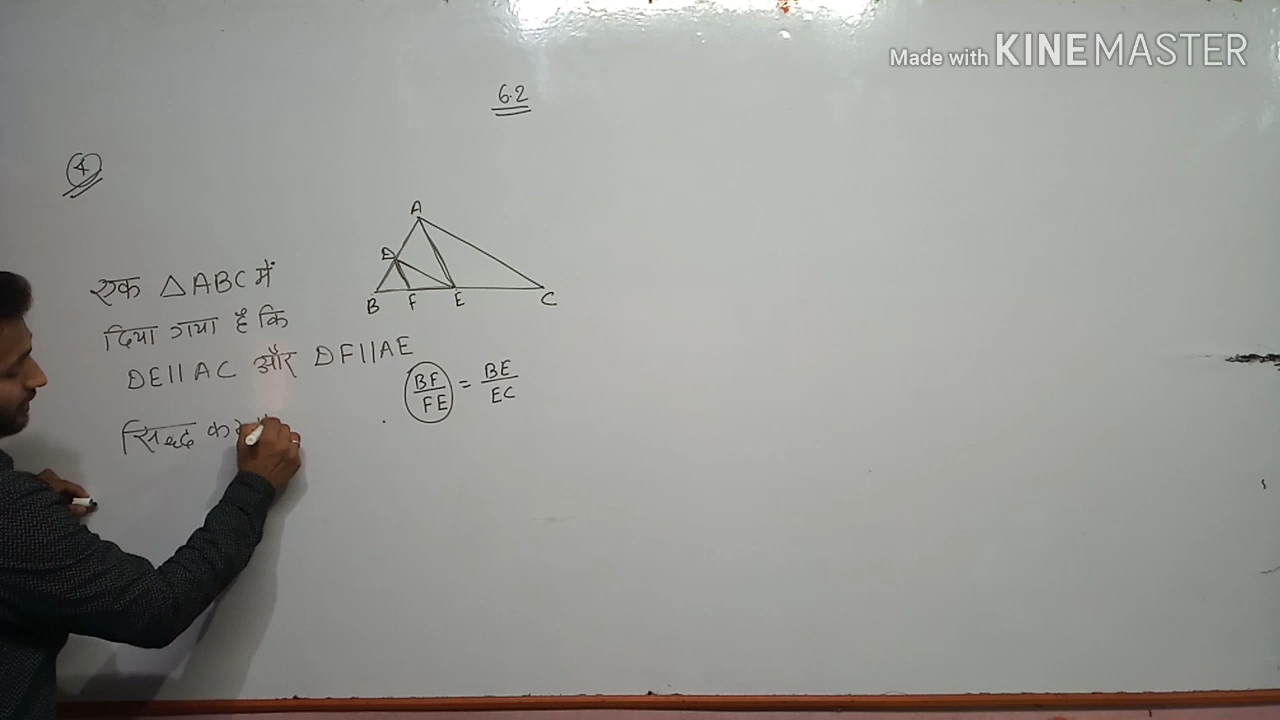 Made with KINEMASTER
6.2
4
A
D
B F E C
एक △ABC में
दिया गया है कि
DE||AC और DF||AE
BF/FE = BE/EC
सिद्ध